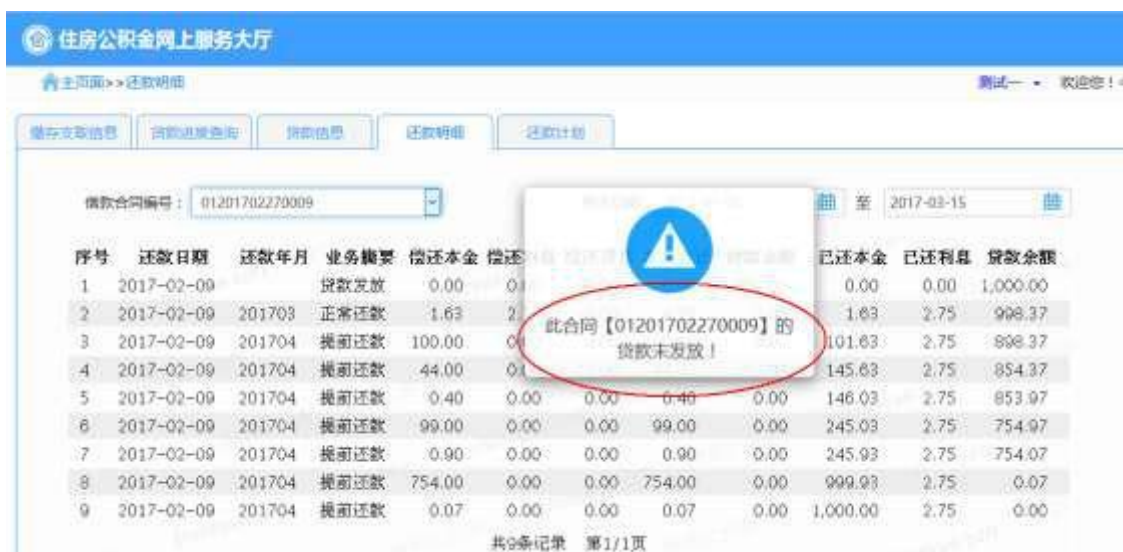 住房公积金网上服务大厅
主页面>>还款明细 测试一 欢迎您!
储存支取信息 贷款进度查询 贷款信息 还款明细 还款计划
借款合同编号: 01201702270009 至 2017-03-15
序号 还款日期 还款年月 业务摘要 偿还本金 偿还 已还本金 已还利息 贷款余额
1 2017-02-09 贷款发放 0.00 0.00 0.00 1,000.00
2 2017-02-09 201703 正常还款 1.63 2 1.63 2.75 998.37
3 2017-02-09 201704 提前还款 100.00 101.63 2.75 898.37
4 2017-02-09 201704 提前还款 44.00 145.63 2.75 854.37
此合同【01201702270009】的
贷款未发放!
5 2017-02-09 201704 提前还款 0.40 0.00 0.00 0.40 0.00 146.03 2.75 853.97
6 2017-02-09 201704 提前还款 99.00 0.00 0.00 99.00 0.00 245.03 2.75 754.97
7 2017-02-09 201704 提前还款 0.90 0.00 0.00 0.90 0.00 245.93 2.75 754.07
8 2017-02-09 201704 提前还款 754.00 0.00 0.00 754.00 0.00 999.93 2.75 0.07
9 2017-02-09 201704 提前还款 0.07 0.00 0.00 0.07 0.00 1,000.00 2.75 0.00
共9条记录 第1/1页